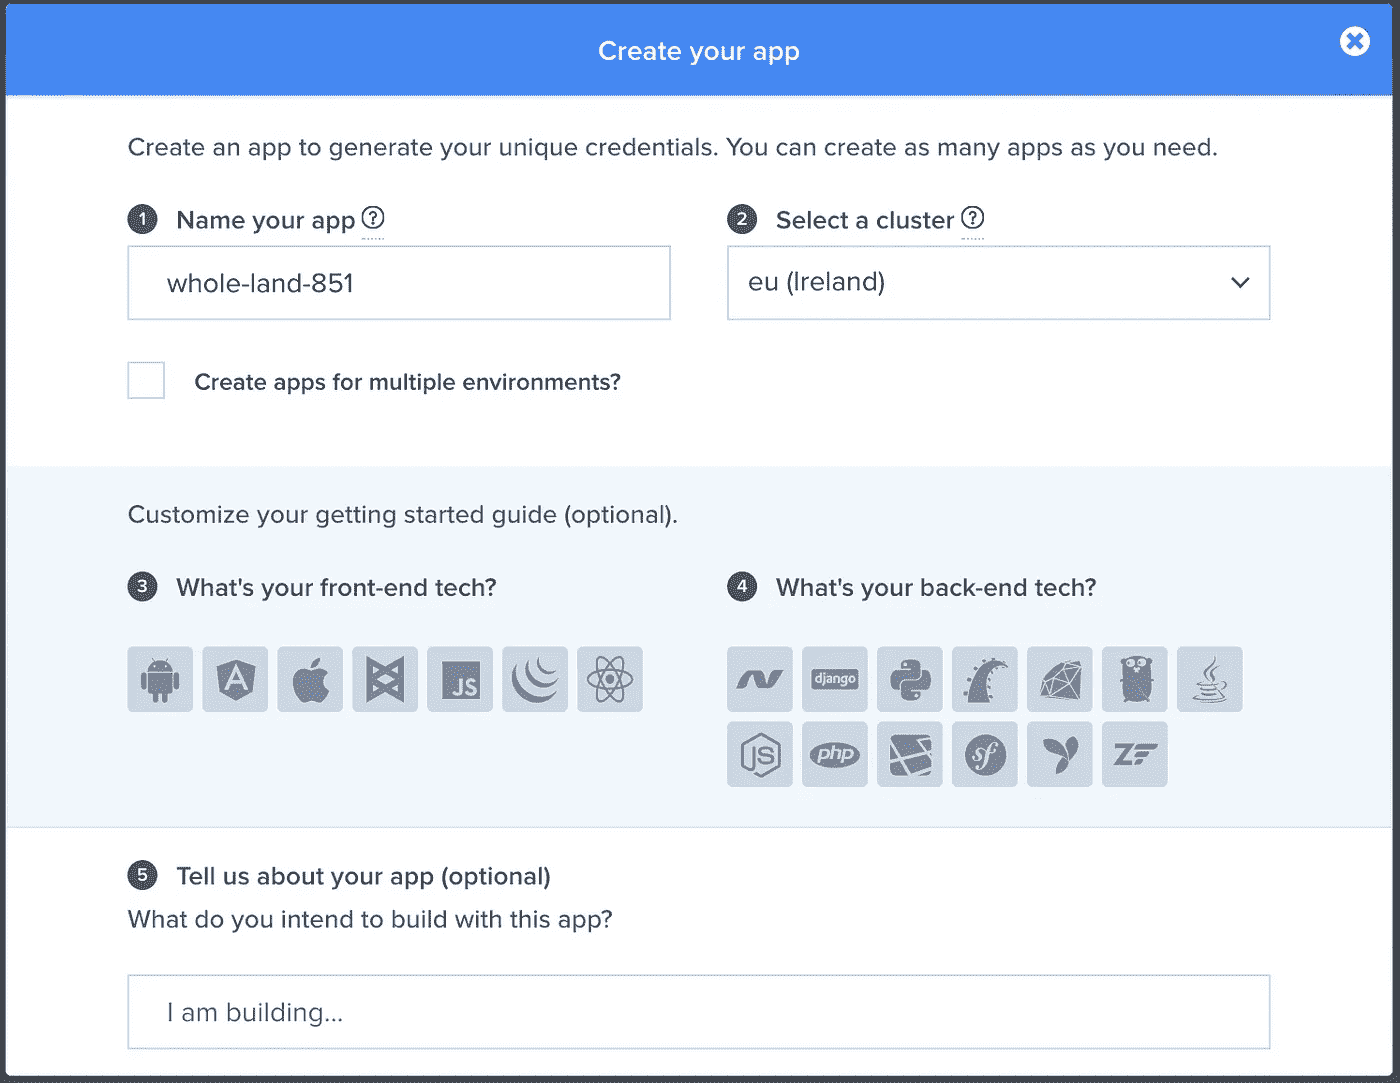 Create your app
Create an app to generate your unique credentials. You can create as many apps as you need.
1 Name your app ?
2 Select a cluster ?
whole-land-851
eu (Ireland)
Create apps for multiple environments?
Customize your getting started guide (optional).
3 What's your front-end tech?
4 What's your back-end tech?
A
JS
django
JS
php
sf
ZF
5 Tell us about your app (optional)
What do you intend to build with this app?
I am building...